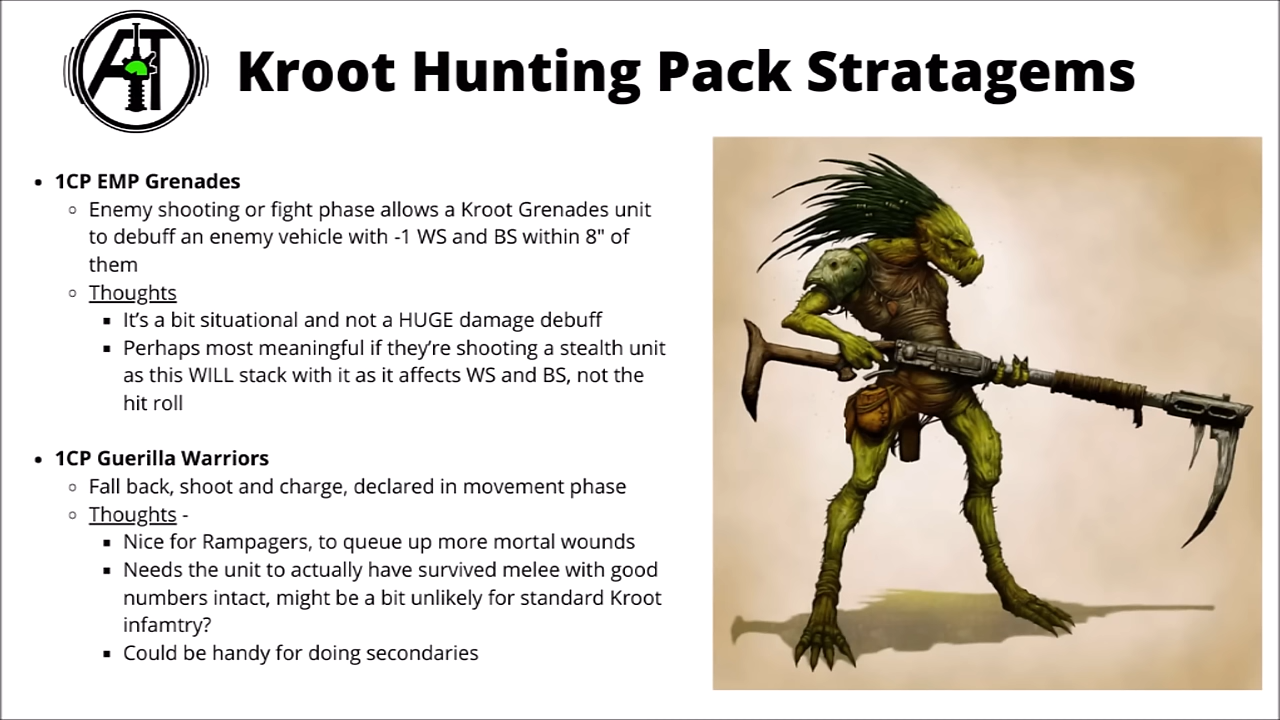 AT
Kroot Hunting Pack Stratagems
• 1CP EMP Grenades
○ Enemy shooting or fight phase allows a Kroot Grenades unit
to debuff an enemy vehicle with -1 WS and BS within 8" of
them
○ Thoughts
▪ It’s a bit situational and not a HUGE damage debuff
▪ Perhaps most meaningful if they’re shooting a stealth unit
as this WILL stack with it as it affects WS and BS, not the
hit roll
• 1CP Guerilla Warriors
○ Fall back, shoot and charge, declared in movement phase
○ Thoughts -
▪ Nice for Rampagers, to queue up more mortal wounds
▪ Needs the unit to actually have survived melee with good
numbers intact, might be a bit unlikely for standard Kroot
infamtry?
▪ Could be handy for doing secondaries